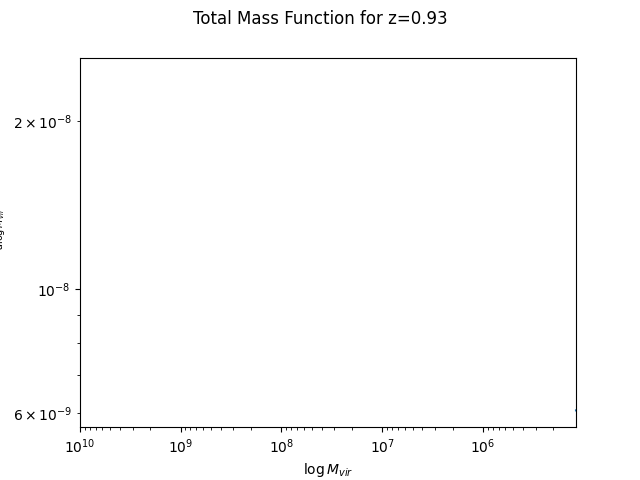 Total Mass Function for z=0.93
2 × 10⁻⁸
10⁻⁸
6 × 10⁻⁹
10¹⁰ 10⁹ 10⁸ 10⁷ 10⁶
log M_vir